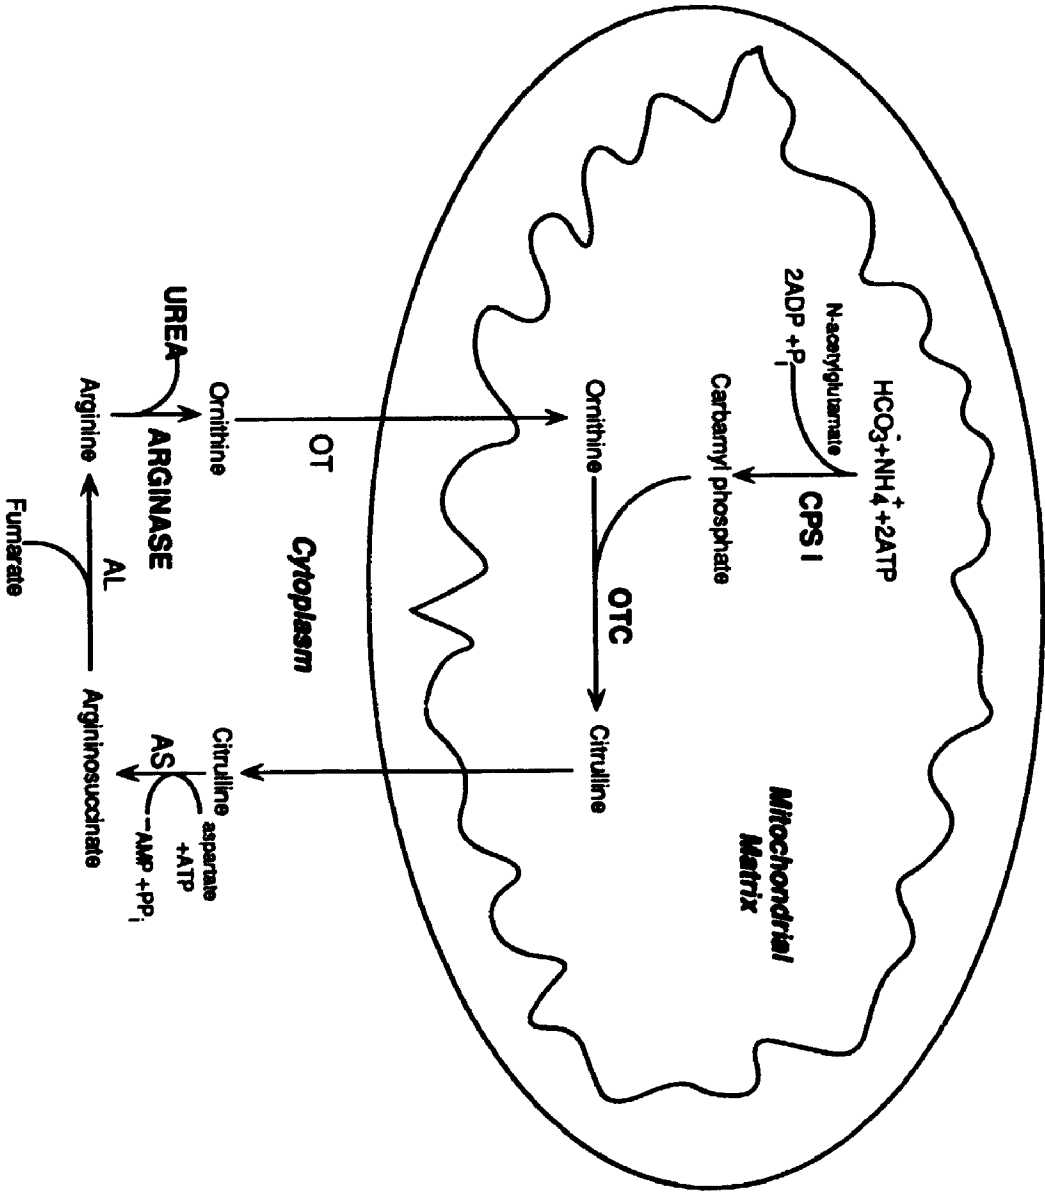 HCO₃⁻+NH₄⁺+2ATP
N-acetylglutamate
2ADP +Pᵢ
CPS I
Carbamyl phosphate
Mitochondrial
Matrix
Ornithine
OTC
Citrulline
OT
Cytoplasm
Ornithine
Citrulline
aspartate
+ATP
UREA
ARGINASE
AS
AMP +PPᵢ
Arginine
AL
Argininosuccinate
Fumarate